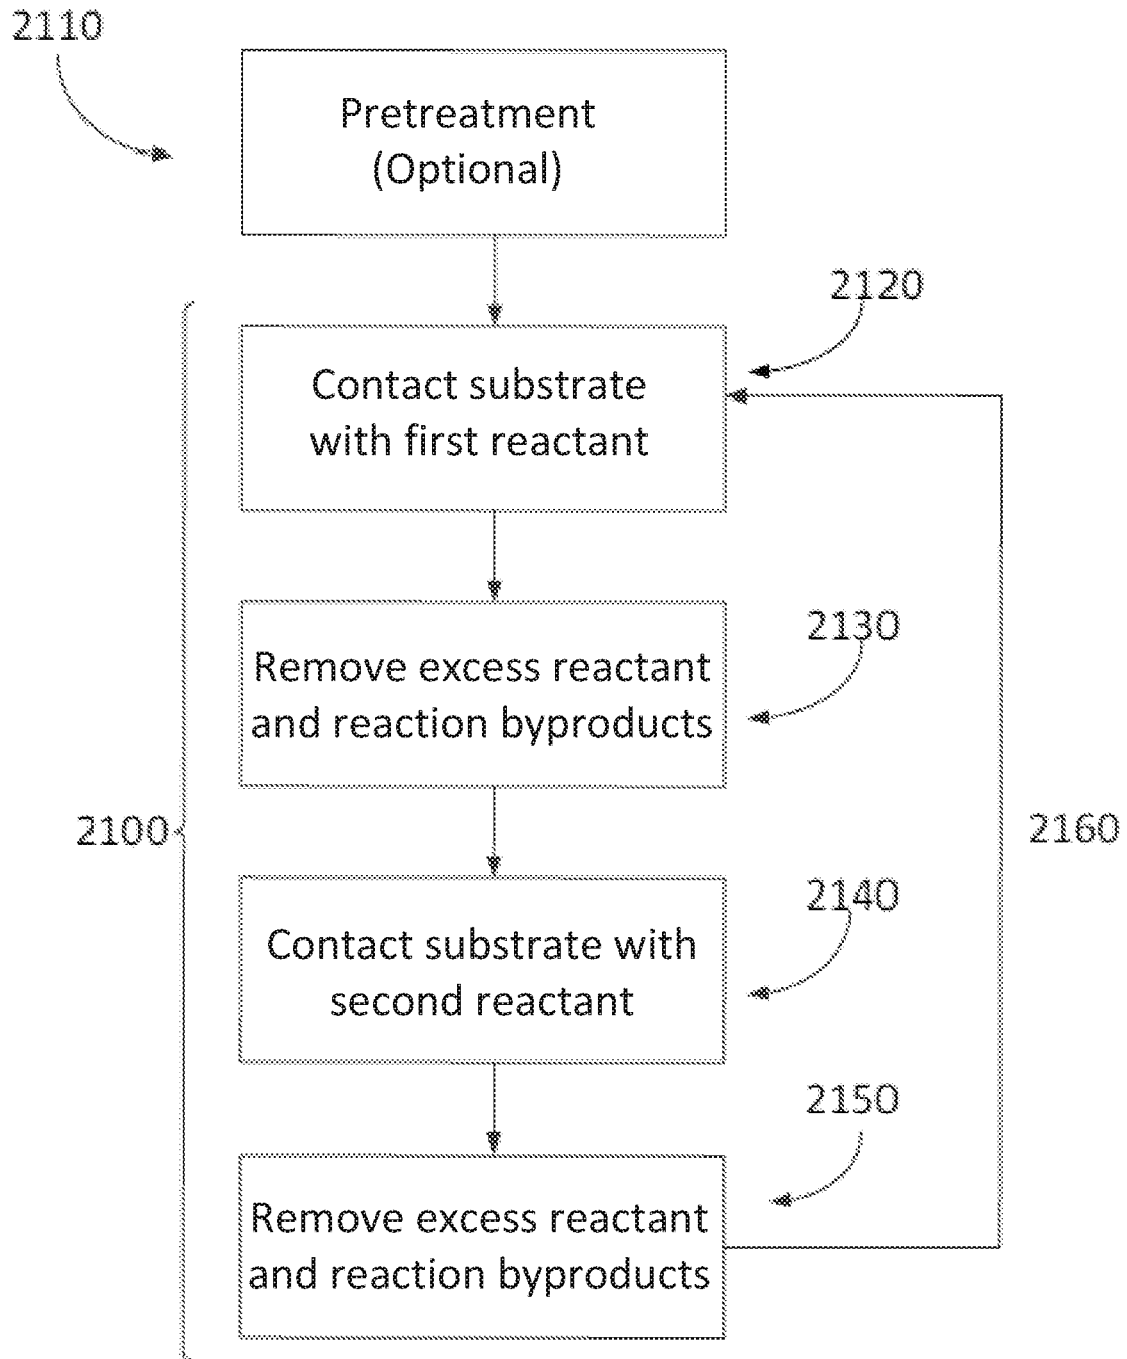 2110
Pretreatment
(Optional)
2120
Contact substrate
with first reactant
2130
Remove excess reactant
and reaction byproducts
2100
2160
2140
Contact substrate with
second reactant
2150
Remove excess reactant
and reaction byproducts